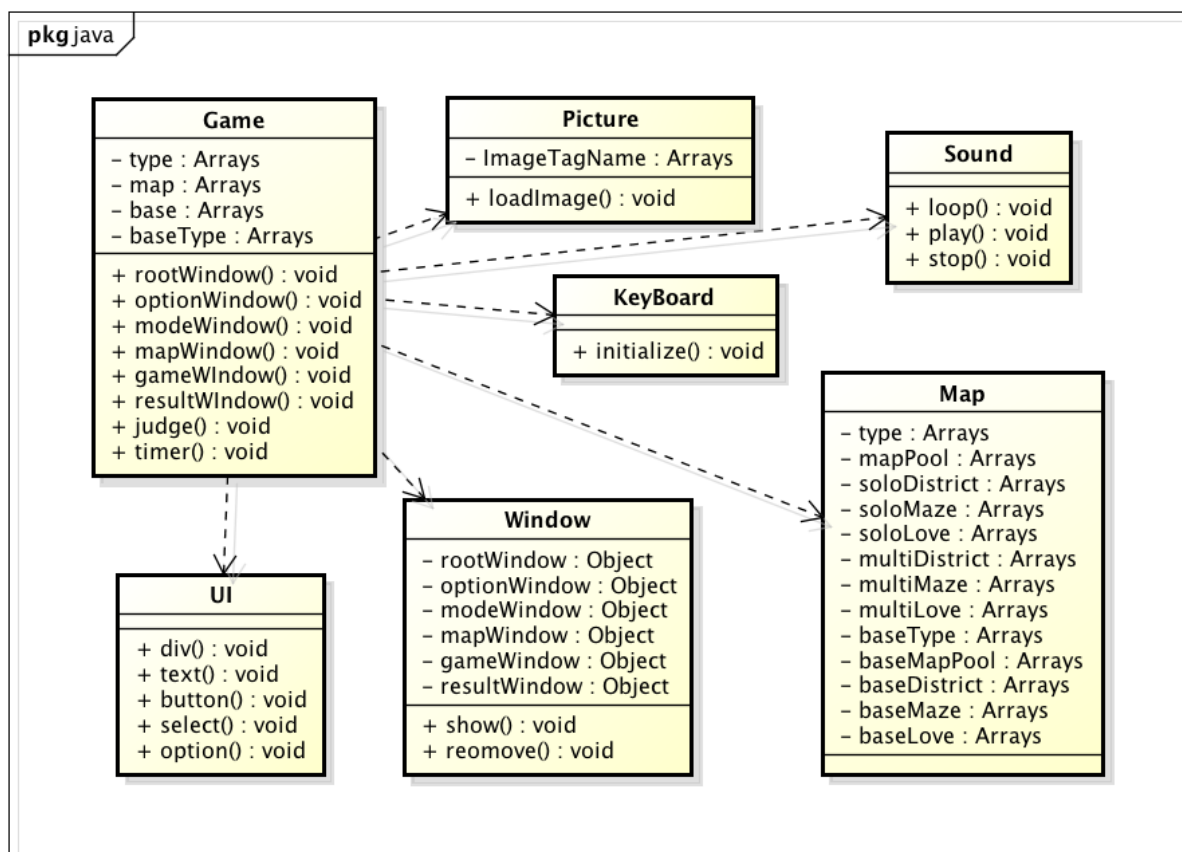 pkg java
Game
– type : Arrays
– map : Arrays
– base : Arrays
– baseType : Arrays
+ rootWindow() : void
+ optionWindow() : void
+ modeWindow() : void
+ mapWindow() : void
+ gameWIndow() : void
+ resultWIndow() : void
+ judge() : void
+ timer() : void
Picture
– ImageTagName : Arrays
+ loadImage() : void
Sound
+ loop() : void
+ play() : void
+ stop() : void
KeyBoard
+ initialize() : void
Map
– type : Arrays
– mapPool : Arrays
– soloDistrict : Arrays
– soloMaze : Arrays
– soloLove : Arrays
– multiDistrict : Arrays
– multiMaze : Arrays
– multiLove : Arrays
– baseType : Arrays
– baseMapPool : Arrays
– baseDistrict : Arrays
– baseMaze : Arrays
– baseLove : Arrays
Window
– rootWindow : Object
– optionWindow : Object
– modeWindow : Object
– mapWindow : Object
– gameWindow : Object
– resultWindow : Object
+ show() : void
+ reomove() : void
UI
+ div() : void
+ text() : void
+ button() : void
+ select() : void
+ option() : void